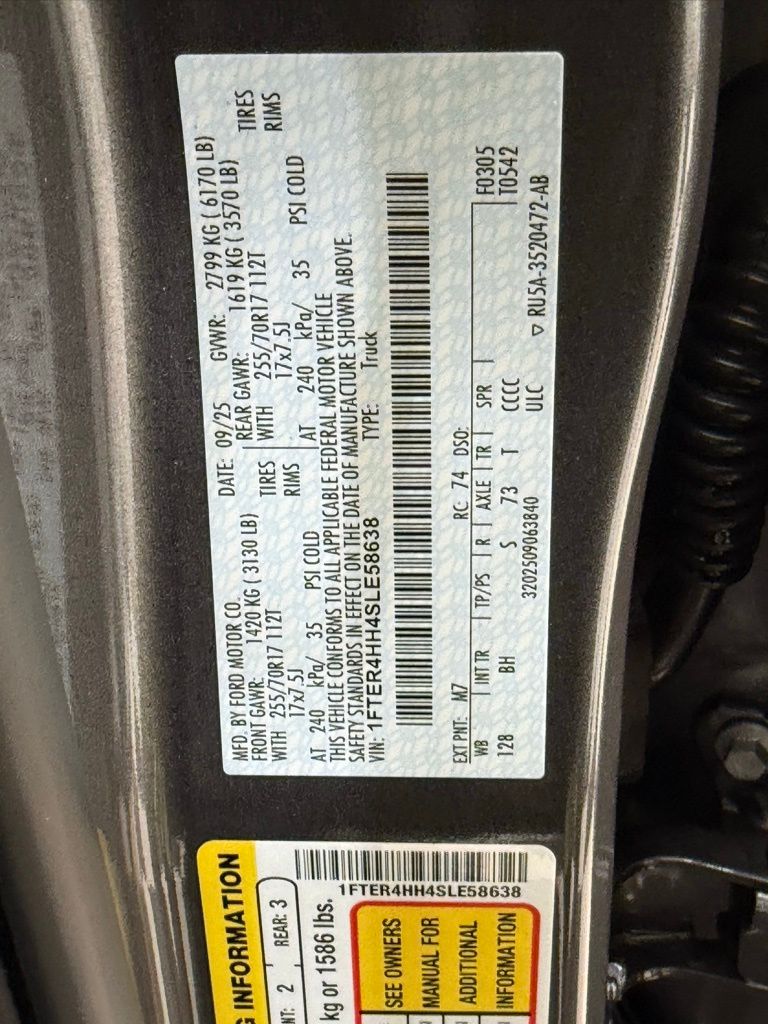 MFD. BY FORD MOTOR CO.
DATE: 09/25 GVWR: 2799 KG ( 6170 LB)
FRONT GAWR: 1420 KG ( 3130 LB)
REAR GAWR: 1619 KG ( 3570 LB)
WITH 255/70R17 112T TIRES
WITH 255/70R17 112T TIRES
17x7.5J RIMS
17x7.5J RIMS
AT 240 kPa/ 35 PSI COLD
AT 240 kPa/ 35 PSI COLD
THIS VEHICLE CONFORMS TO ALL APPLICABLE FEDERAL MOTOR VEHICLE
SAFETY STANDARDS IN EFFECT ON THE DATE OF MANUFACTURE SHOWN ABOVE.
VIN: 1FTER4HH4SLE58638 TYPE: Truck
EXT PNT: M7 RC: 74 DSO: F0305
WB INT TR TP/PS R AXLE TR SPR T0542
128 BH S 73 T CCCC
3202509063840 ULC ▽ RU5A-3520472-AB
INFORMATION
2 REAR: 3
kg or 1586 lbs.
1FTER4HH4SLE58638
SEE OWNERS
MANUAL FOR
ADDITIONAL
INFORMATION